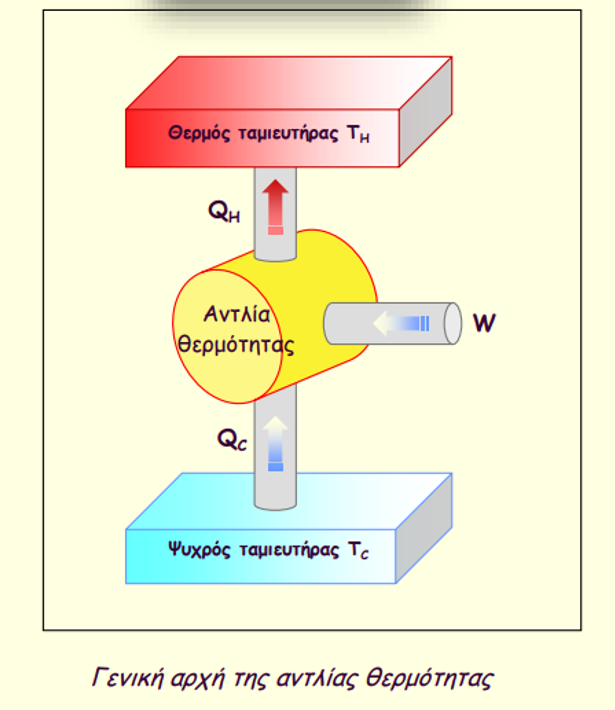 Θερμός ταμιευτήρας T_H
Q_H
Αντλία
θερμότητας
W
Q_C
Ψυχρός ταμιευτήρας T_C
Γενική αρχή της αντλίας θερμότητας